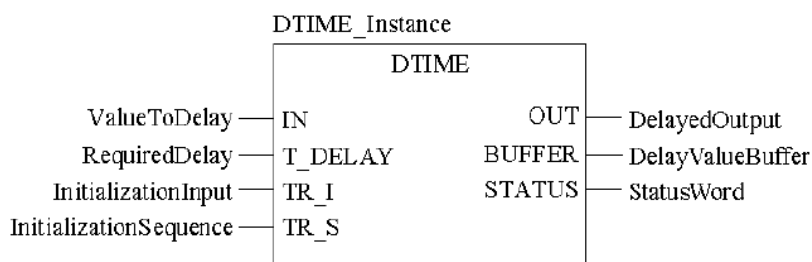 DTIME_Instance
DTIME
ValueToDelay IN OUT DelayedOutput
RequiredDelay T_DELAY BUFFER DelayValueBuffer
InitializationInput TR_I STATUS StatusWord
InitializationSequence TR_S